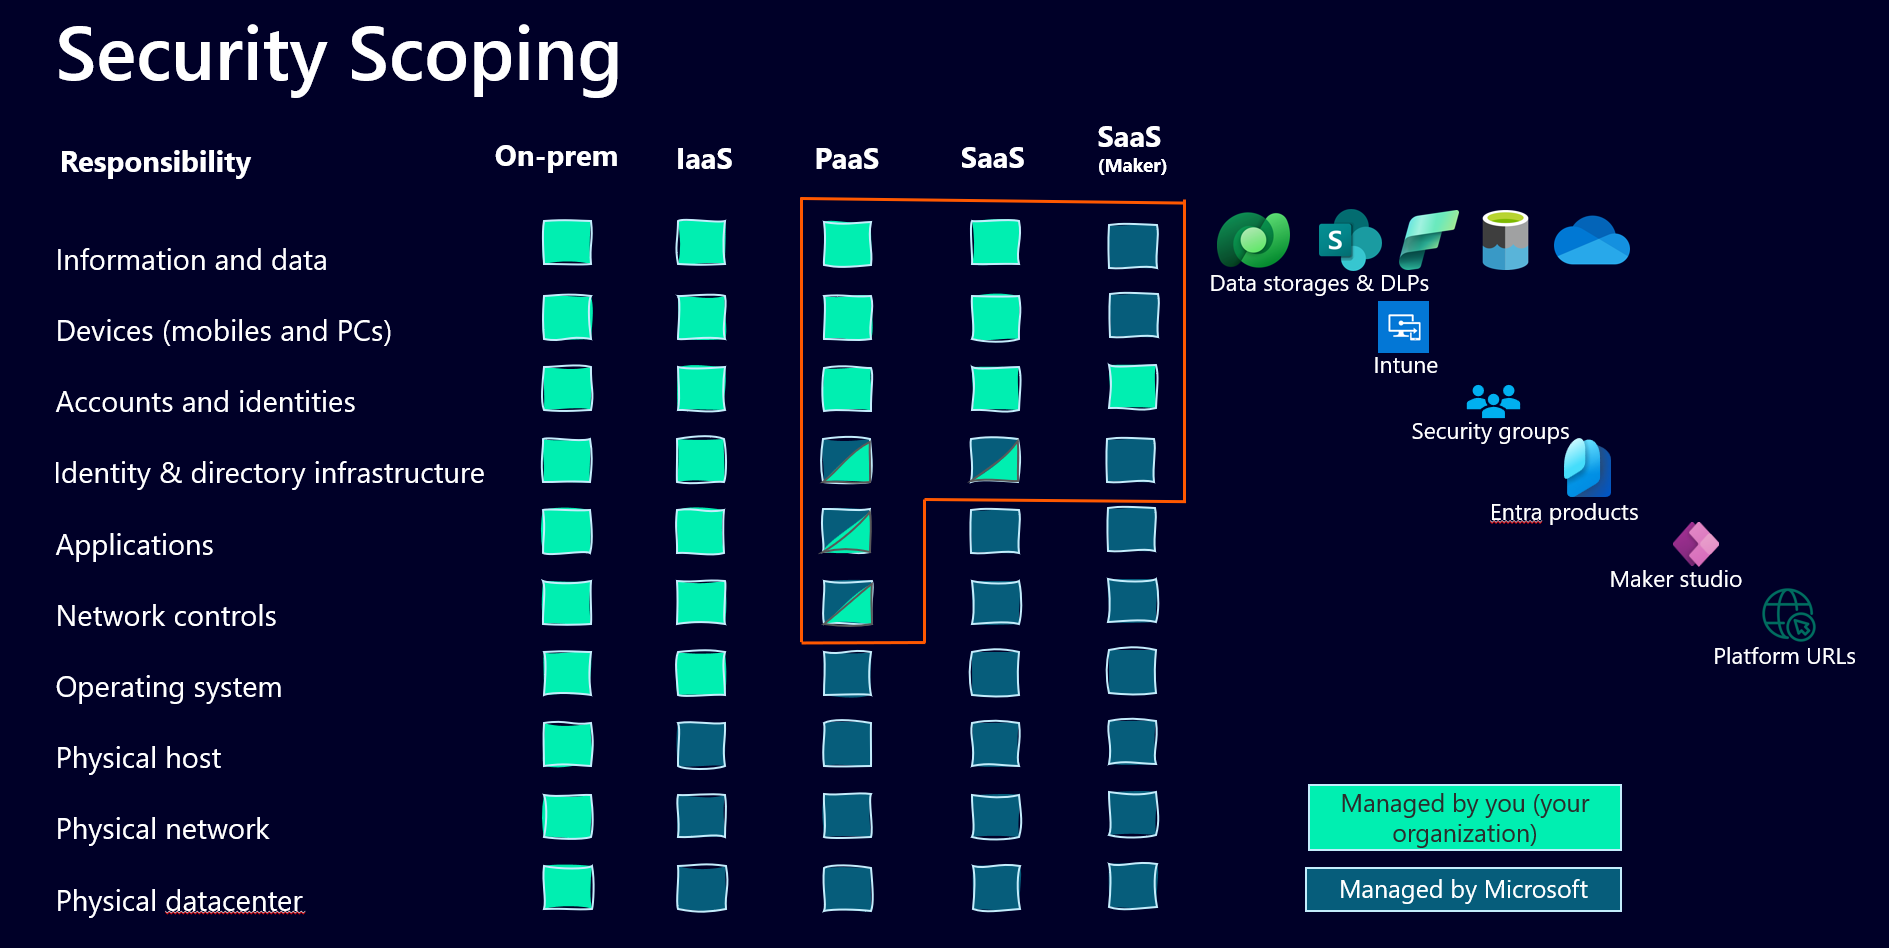 Security Scoping
Responsibility
On-prem
IaaS
PaaS
SaaS
SaaS
(Maker)
Information and data
Devices (mobiles and PCs)
Accounts and identities
Identity & directory infrastructure
Applications
Network controls
Operating system
Physical host
Physical network
Physical datacenter
S
Data storages & DLPs
Intune
Security groups
Entra products
Maker studio
Platform URLs
Managed by you (your
organization)
Managed by Microsoft